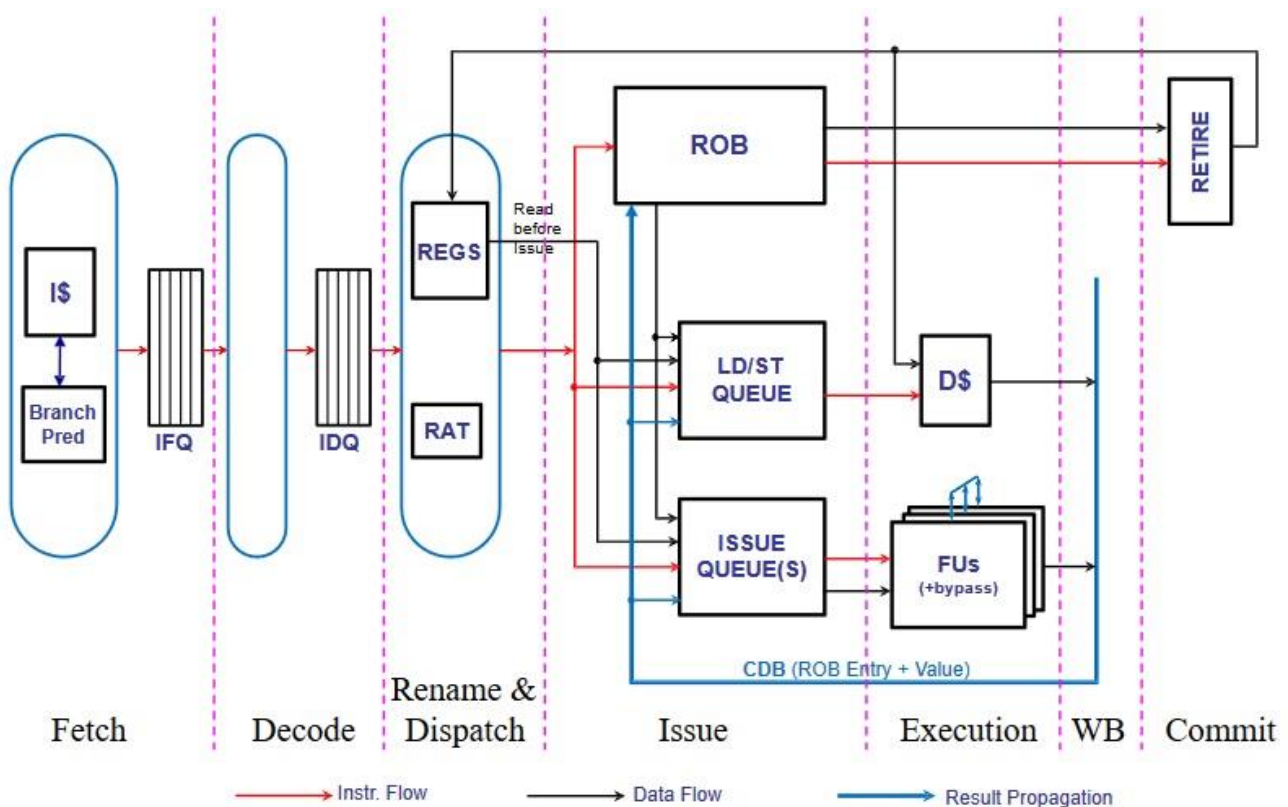 ROB
RETIRE
Read
before
Issue
REGS
I$
LD/ST
QUEUE
D$
Branch
Pred
RAT
IFQ
IDQ
ISSUE
QUEUE(S)
FUs
(+bypass)
CDB (ROB Entry + Value)
Rename &
Dispatch
Fetch
Decode
Issue
Execution
WB
Commit
Instr. Flow
Data Flow
Result Propagation